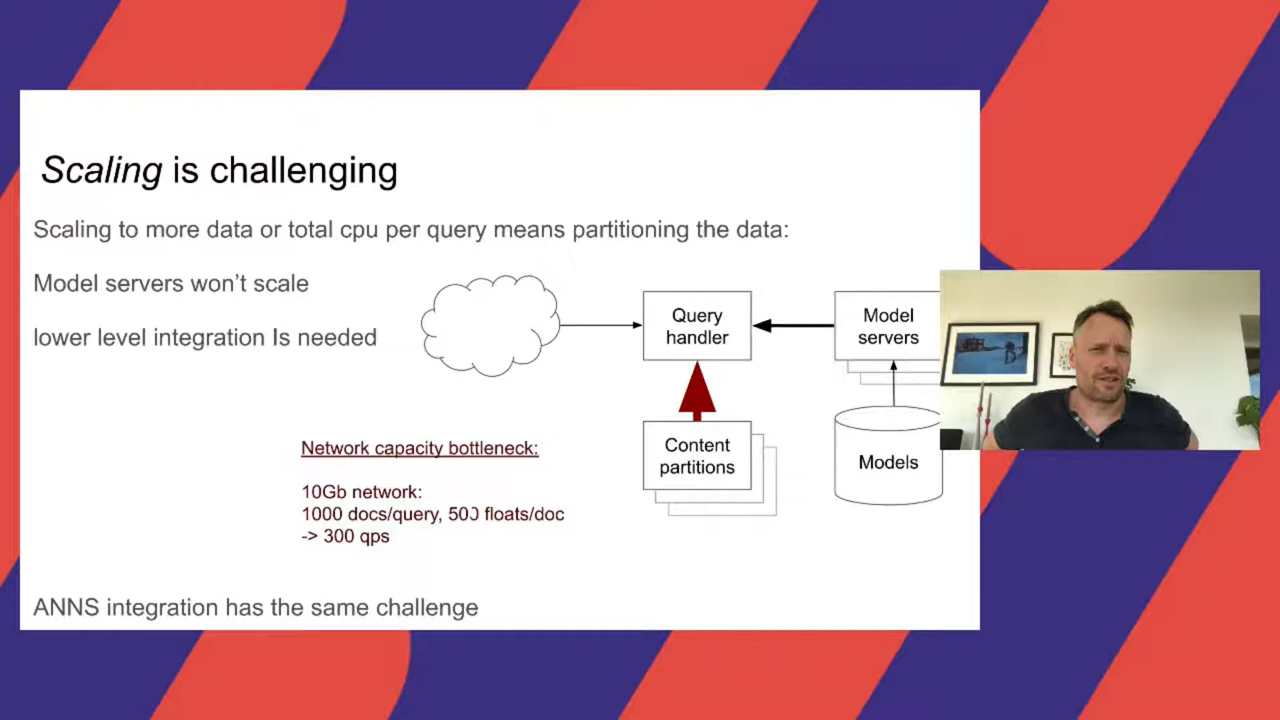 Scaling is challenging
Scaling to more data or total cpu per query means partitioning the data:
Model servers won't scale
lower level integration Is needed
Query
handler
Model
servers
Content
partitions
Models
Network capacity bottleneck:
10Gb network:
1000 docs/query, 500 floats/doc
-> 300 qps
ANNS integration has the same challenge